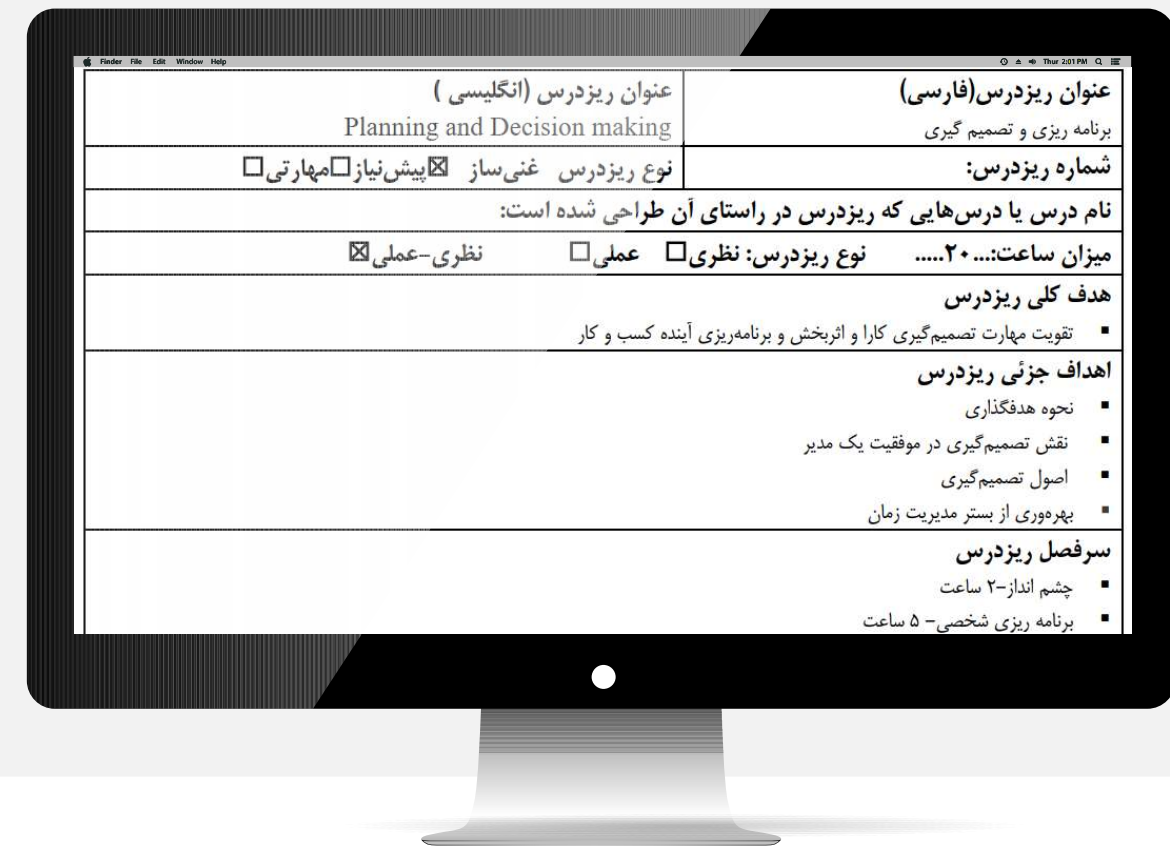 Finder File Edit Window Help
Thur 2:01 PM
عنوان ریزدرس(فارسی)
برنامه ریزی و تصمیم گیری
عنوان ریزدرس (انگلیسی )
Planning and Decision making
شماره ریزدرس:
نوع ریزدرس غنی‌ساز ☒پیش‌نیاز☐مهارتی☐
نام درس یا درس‌هایی که ریزدرس در راستای آن طراحی شده است:
میزان ساعت:...۲۰..... نوع ریزدرس: نظری☐ عملی☐ نظری-عملی☒
هدف کلی ریزدرس
▪ تقویت مهارت تصمیم‌گیری کارا و اثربخش و برنامه‌ریزی آینده کسب و کار
اهداف جزئی ریزدرس
▪ نحوه هدفگذاری
▪ نقش تصمیم‌گیری در موفقیت یک مدیر
▪ اصول تصمیم‌گیری
▪ بهره‌وری از بستر مدیریت زمان
سرفصل ریزدرس
▪ چشم انداز-۲ ساعت
▪ برنامه ریزی شخصی- ۵ ساعت